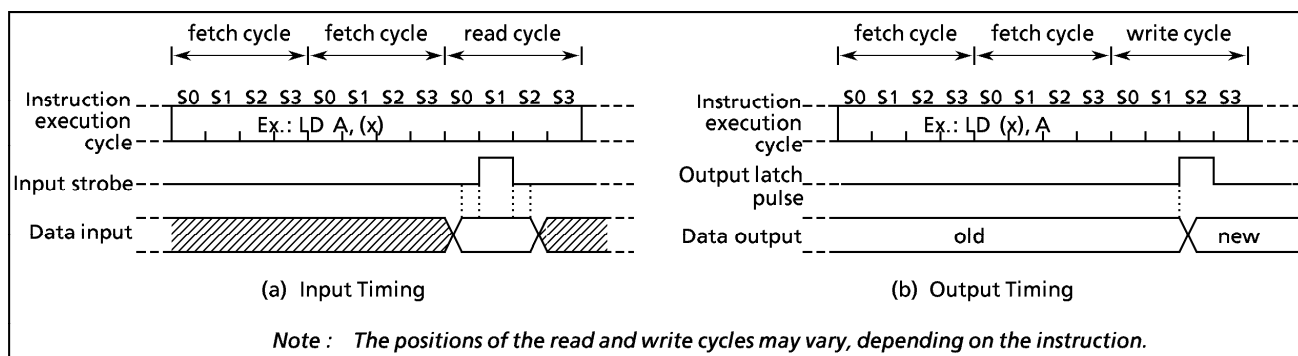 fetch cycle fetch cycle read cycle
S0 S1 S2 S3 S0 S1 S2 S3 S0 S1 S2 S3
Instruction
execution
cycle
Ex.: LD A, (x)
Input strobe
Data input
(a) Input Timing
fetch cycle fetch cycle write cycle
S0 S1 S2 S3 S0 S1 S2 S3 S0 S1 S2 S3
Instruction
execution
cycle
Ex.: LD (x), A
Output latch
pulse
Data output
old
new
(b) Output Timing
Note : The positions of the read and write cycles may vary, depending on the instruction.